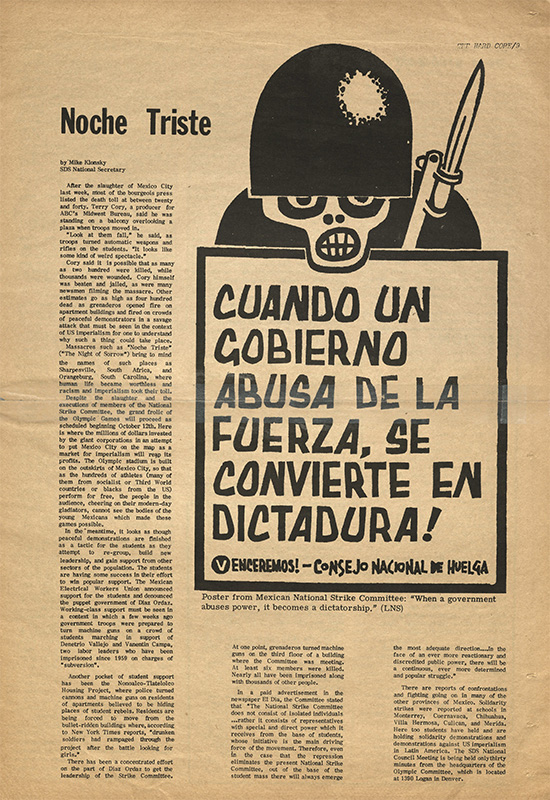 HARD CORE/9
Noche Triste
by Mike Klonsky
SDS National Secretary
After the slaughter of Mexico City
last week, most of the bourgeois press
listed the death toll at between twenty
and forty. Terry Cory, a producer for
ABC's Midwest Bureau, said he was
standing on a balcony overlooking a
plaza when troops moved in.
"Look at them fall," he said, as
troops turned automatic weapons and
rifles on the students. "It looks like
some kind of weird spectacle."
Cory said it is possible that as many
as two hundred were killed, while
thousands were wounded. Cory himself
was beaten and jailed, as were many
newsmen filming the massacre. Other
estimates go as high as four hundred
dead as grenaderos opened fire on
apartment buildings and fired on crowds
of peaceful demonstrators in a savage
attack that must be seen in the context
of US imperialism for one to understand
why such a thing could take place.
Massacres such as "Noche Triste"
("The Night of Sorrow") bring to mind
the names of such places as
Sharpesville, South Africa, and
Orangeburg, South Carolina, where
human life became worthless and
racism and imperialism took their toll.
Despite the slaughter and the
executions of members of the National
Strike Committee, the grand frolic of
the Olympic Games will proceed as
scheduled beginning October 12th. Here
is where the millions of dollars invested
by the giant corporations in an attempt
to put Mexico City on the map as a
market for imperialism will reap its
profits. The Olympic stadium is built
on the outskirts of Mexico City, so that
as the hundreds of athletes (many of
them from socialist or Third World
countries or blacks from the US)
perform for free, the people in the
audience, cheering on their modern-day
gladiators, cannot see the bodies of the
young Mexicans which made these
games possible.
In the meantime, it looks as though
peaceful demonstrations are finished
as a tactic for the students as they
attempt to re-group, build new
leadership, and gain support from other
sectors of the population. The students
are having some success in their effort
to win popular support. The Mexican
Electrical Workers Union announced
support for the students and denounced
the puppet government of Diaz Ordaz.
Working-class support must be seen in
a context in which a few weeks ago
government troops were prepared to
turn machine guns on a crowd of
students marching in support of
Demetrio Vallejo and Vanentin Campa,
two labor leaders who have been
imprisoned since 1959 on charges of
"subversion".
Another pocket of student support
has been the Nonoalco-Tlatelolco
Housing Project, where police turned
cannons and machine guns on residents
of apartments believed to be hiding
places of student rebels. Residents are
being forced to move from the
bullet-ridden buildings where, according
to New York Times reports, "drunken
soldiers had rampaged through the
project after the battle looking for
girls."
There has been a concentrated effort
on the part of Diaz Ordaz to get the
leadership of the Strike Committee.
CUANDO UN
GOBIERNO
ABUSA DE LA
FUERZA, SE
CONVIERTE EN
DICTADURA!
VENCEREMOS! - CONSEJO NACIONAL DE HUELGA
Poster from Mexican National Strike Committee: "When a government
abuses power, it becomes a dictatorship." (LNS)
At one point, grenaderos turned machine
guns on the third floor of a building
where the Committee was meeting.
At least six members were killed.
Nearly all have been imprisoned along
with thousands of other people.
In a paid advertisement in the
newspaper El Dia, the Committee stated
that "The National Strike Committee
does not consist of isolated individual
...rather it consists of representatives
with special and direct power which it
receives from the base of students,
whose initiative is the main driving
force of the movement. Therefore, even
in the case that the repression
eliminates the present National Strike
Committee, out of the base of the
student mass there will always emerge
the most adequate direction....in the
face of an ever more reactionary and
discredited public power, there will be
a continuous, ever more determined
and popular struggle."
There are reports of confrontations
and fighting going on in many of the
other provinces of Mexico. Solidarity
strikes were reported at schools in
Monterrey, Cuernavaca, Chihuahua,
Villa Hermosa, Culican, and Merida.
Here too students have held and are
holding solidarity demonstrations and
demonstrations against US imperialism
in Latin America. The SDS National
Council Meeting is being held only thirty
minutes from the headquarters of the
Olympic Committee, which is located
at 1390 Logan in Denver.